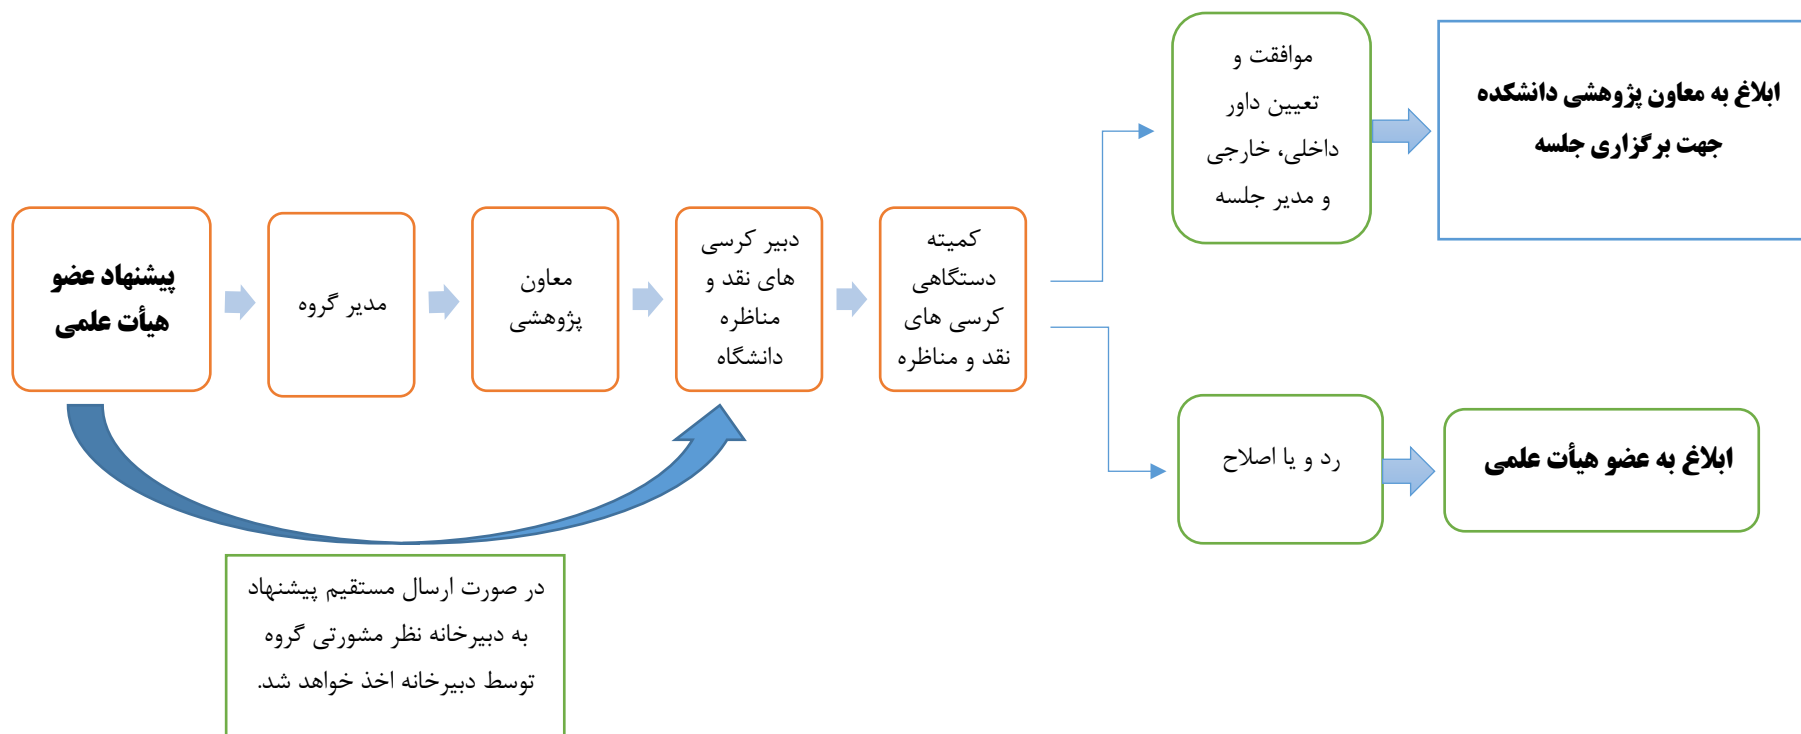 پیشنهاد عضو
هیأت علمی
مدیر گروه
معاون
پژوهشی
دبیر کرسی
های نقد و
مناظره
دانشگاه
کمیته
دستگاهی
کرسی های
نقد و مناظره
موافقت و
تعیین داور
داخلی، خارجی
و مدیر جلسه
ابلاغ به معاون پژوهشی دانشکده
جهت برگزاری جلسه
رد و یا اصلاح
ابلاغ به عضو هیأت علمی
در صورت ارسال مستقیم پیشنهاد
به دبیرخانه نظر مشورتی گروه
توسط دبیرخانه اخذ خواهد شد.